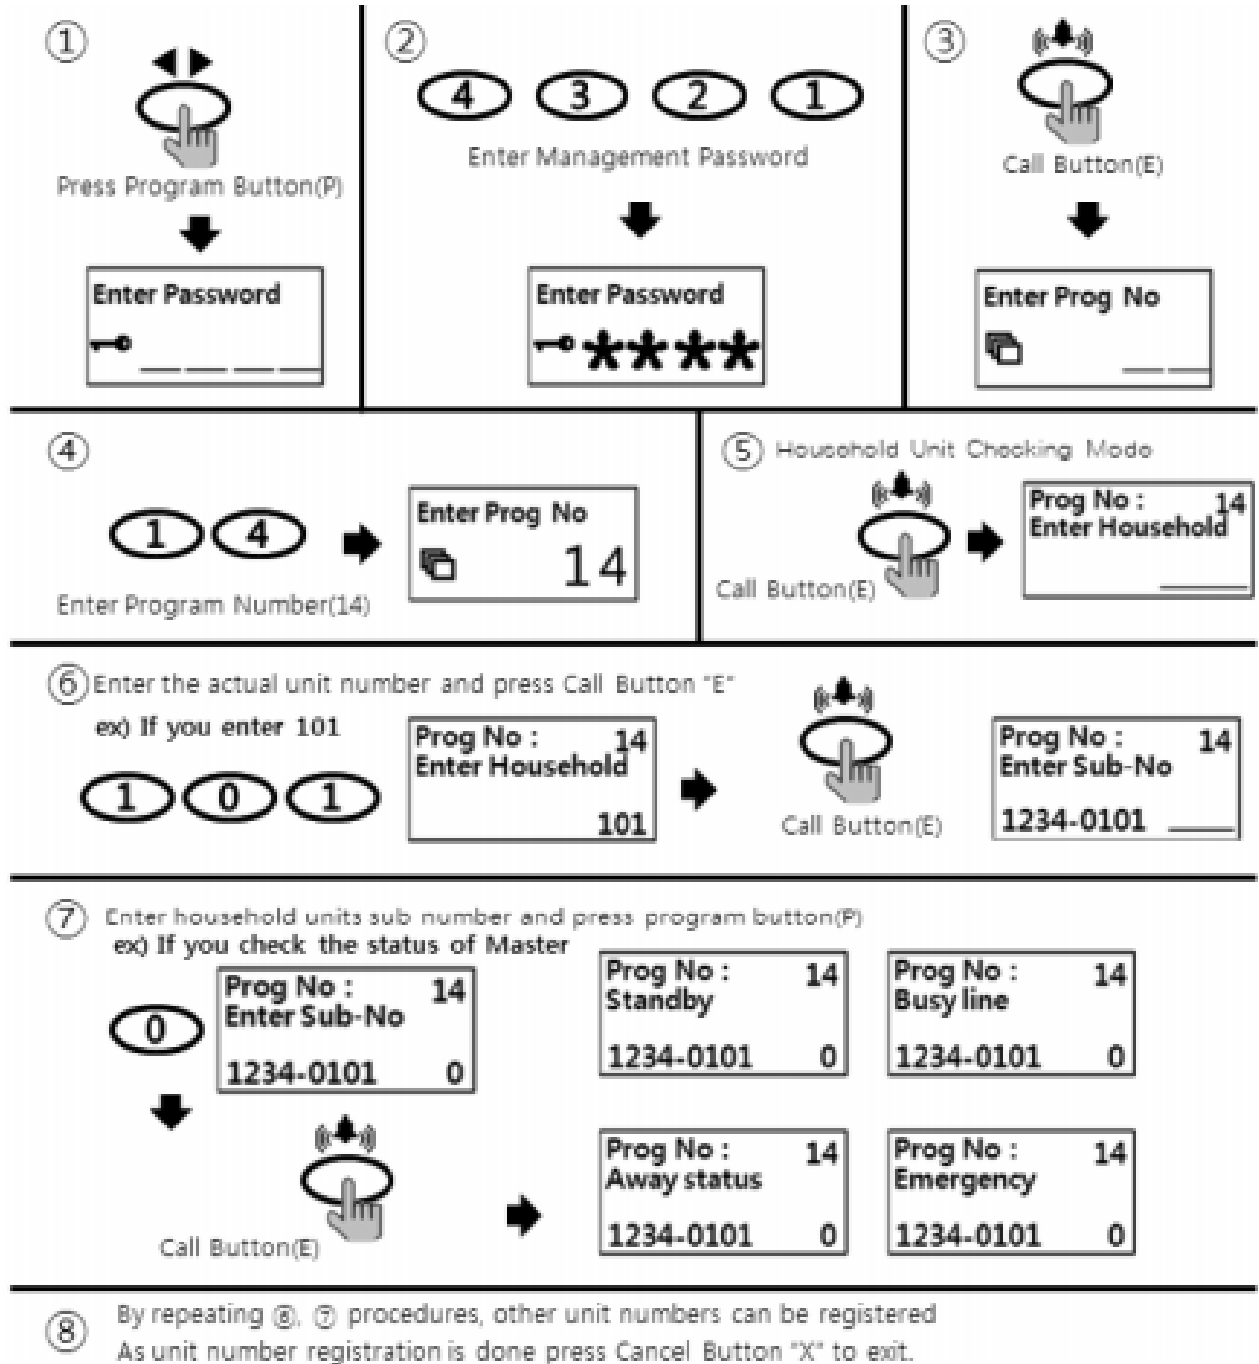 ①
Press Program Button(P)
Enter Password
②
4 3 2 1
Enter Management Password
Enter Password
****
③
Call Button(E)
Enter Prog No
④
1 4
Enter Program Number(14)
Enter Prog No
14
⑤ Household Unit Checking Mode
Call Button(E)
Prog No : 14
Enter Household
⑥ Enter the actual unit number and press Call Button "E"
ex) If you enter 101
1 0 1
Prog No : 14
Enter Household
101
Call Button(E)
Prog No : 14
Enter Sub-No
1234-0101
⑦ Enter household units sub number and press program button(P)
ex) If you check the status of Master
0
Prog No : 14
Enter Sub-No
1234-0101 0
Call Button(E)
Prog No : 14
Standby
1234-0101 0
Prog No : 14
Busy line
1234-0101 0
Prog No : 14
Away status
1234-0101 0
Prog No : 14
Emergency
1234-0101 0
⑧ By repeating ⑥, ⑦ procedures, other unit numbers can be registered
As unit number registration is done press Cancel Button "X" to exit.